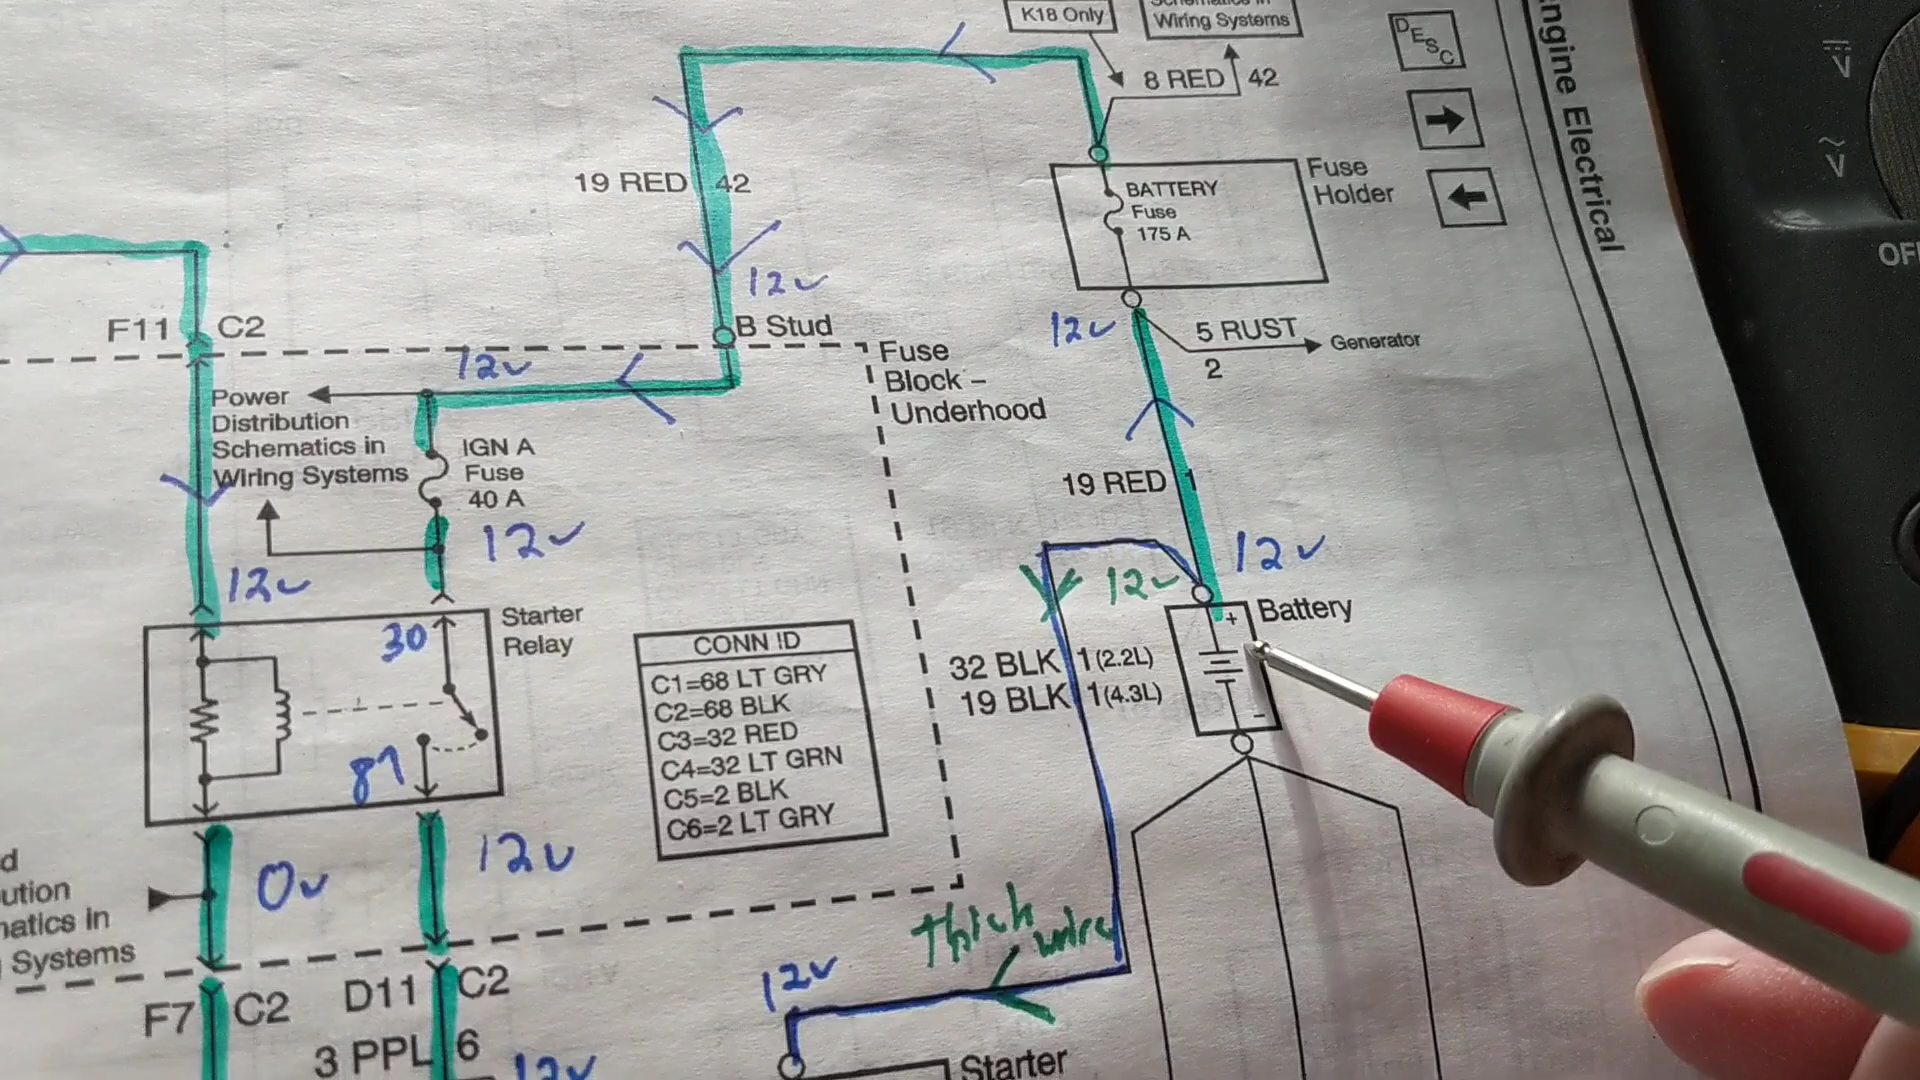 K18 Only
Schematics in
Wiring Systems
8 RED 42
DESC
Engine Electrical
Fuse
Holder
BATTERY
Fuse
175 A
19 RED 42
12v
B Stud
F11 C2
12v
Fuse
Block –
Underhood
12v
5 RUST
2
Generator
Power
Distribution
Schematics in
Wiring Systems
IGN A
Fuse
40 A
12v
19 RED 1
12v
12v
12v
Battery
+
-
Starter
Relay
30
87
CONN ID
C1=68 LT GRY
C2=68 BLK
C3=32 RED
C4=32 LT GRN
C5=2 BLK
C6=2 LT GRY
32 BLK 1(2.2L)
19 BLK 1(4.3L)
0v
12v
Systems
F7 C2
D11 C2
3 PPL 6
12v
thick wire
12v
Starter